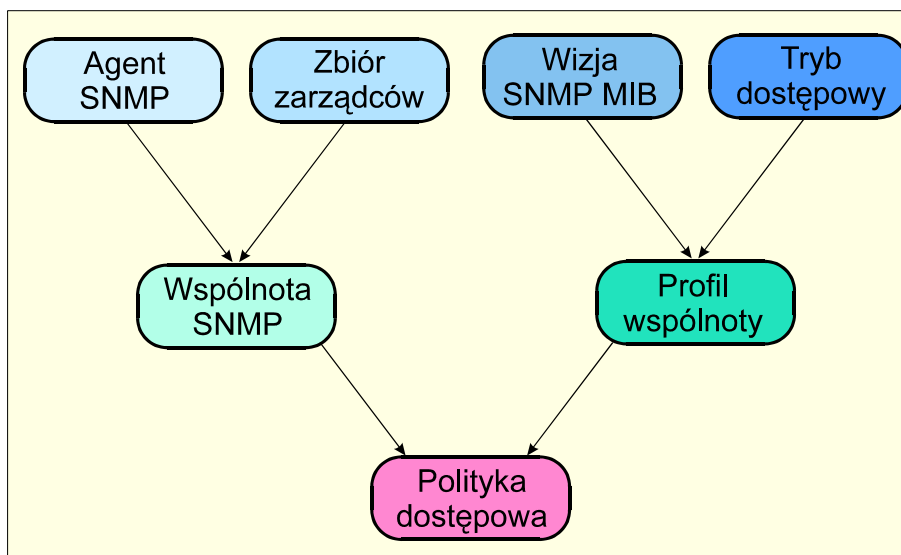 Agent
SNMP
Zbiór
zarządców
Wizja
SNMP MIB
Tryb
dostępowy
Wspólnota
SNMP
Profil
wspólnoty
Polityka
dostępowa